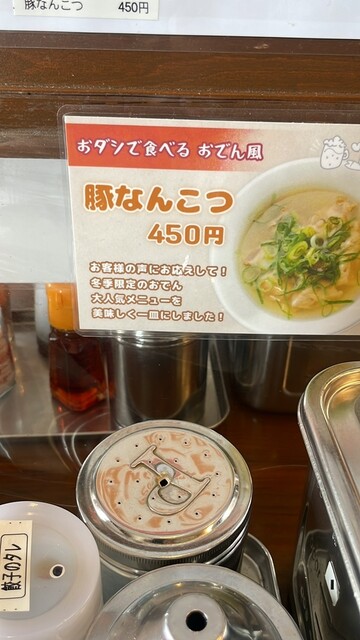 豚なんこつ 450円
おダシで食べる おでん風
豚なんこつ
450円
お客様の声にお応えして！
冬季限定のおでん
大人気メニューを
美味しく一皿にしました！
P
餃子のタレ